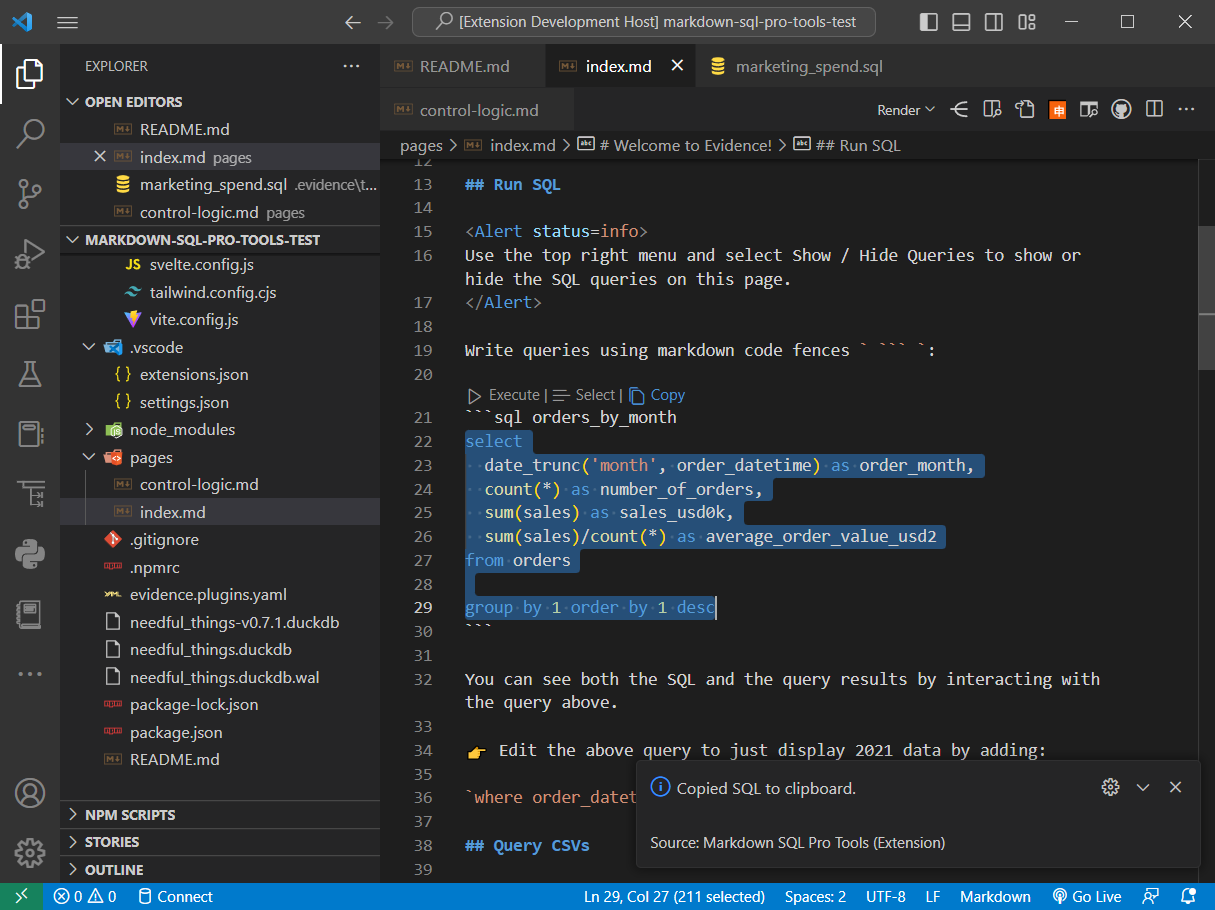 [Extension Development Host] markdown-sql-pro-tools-test
EXPLORER
OPEN EDITORS
README.md
index.md pages
marketing_spend.sql .evidence\t...
control-logic.md pages
MARKDOWN-SQL-PRO-TOOLS-TEST
JS svelte.config.js
tailwind.config.cjs
vite.config.js
.vscode
{} extensions.json
{} settings.json
node_modules
pages
control-logic.md
index.md
.gitignore
.npmrc
evidence.plugins.yaml
needful_things-v0.7.1.duckdb
needful_things.duckdb
needful_things.duckdb.wal
package-lock.json
package.json
README.md
NPM SCRIPTS
STORIES
OUTLINE
README.md
index.md
marketing_spend.sql
control-logic.md
Render
pages > index.md > # Welcome to Evidence! > ## Run SQL
12
13 ## Run SQL
14
15 <Alert status=info>
16 Use the top right menu and select Show / Hide Queries to show or
hide the SQL queries on this page.
17 </Alert>
18
19 Write queries using markdown code fences ` ``` `:
20
Execute | Select | Copy
21 ```sql orders_by_month
22 select
23 date_trunc('month', order_datetime) as order_month,
24 count(*) as number_of_orders,
25 sum(sales) as sales_usd0k,
26 sum(sales)/count(*) as average_order_value_usd2
27 from orders
28
29 group by 1 order by 1 desc
30 ```
31
32 You can see both the SQL and the query results by interacting with
the query above.
33
34 👉 Edit the above query to just display 2021 data by adding:
35
36 `where order_datet
37
38 ## Query CSVs
39
Copied SQL to clipboard.
Source: Markdown SQL Pro Tools (Extension)
0 0 Connect
Ln 29, Col 27 (211 selected) Spaces: 2 UTF-8 LF Markdown Go Live